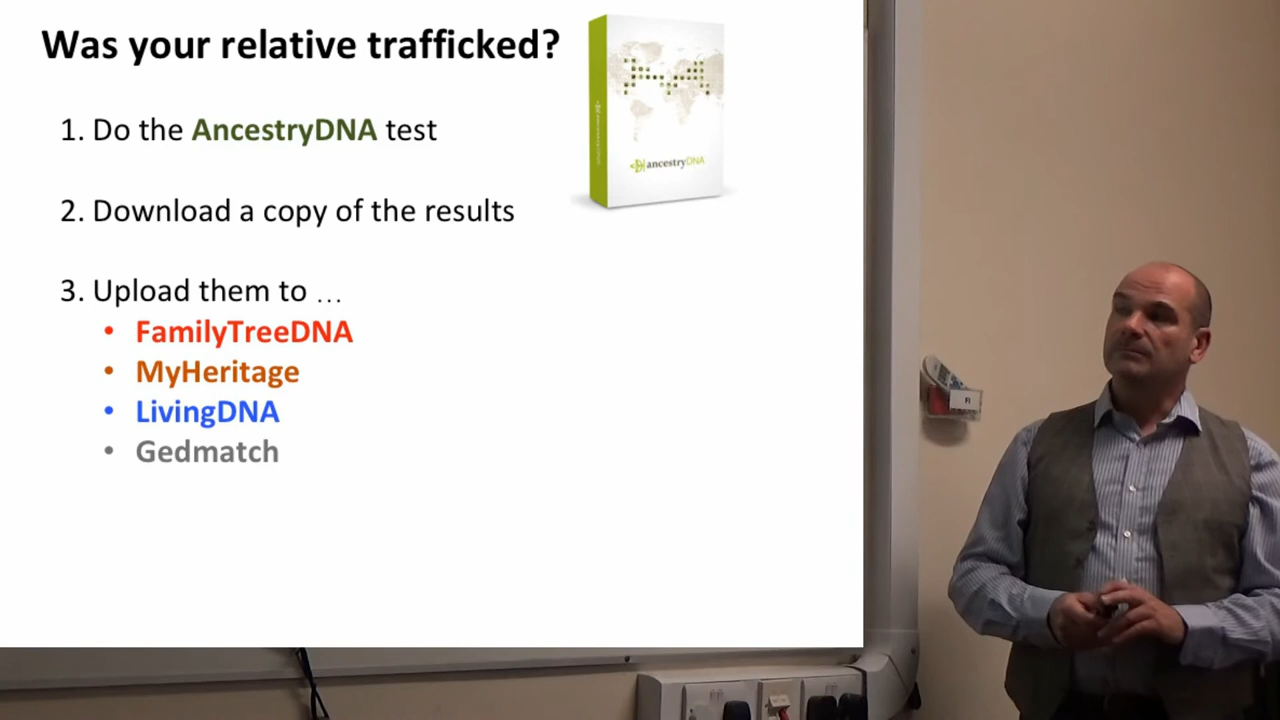 Was your relative trafficked?
1. Do the AncestryDNA test
ancestryDNA
2. Download a copy of the results
3. Upload them to ...
• FamilyTreeDNA
• MyHeritage
• LivingDNA
• Gedmatch